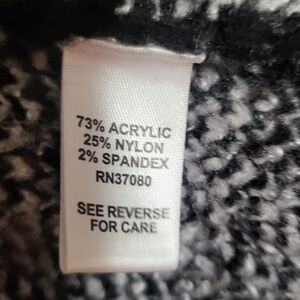 73% ACRYLIC
25% NYLON
2% SPANDEX
RN37080
SEE REVERSE
FOR CARE